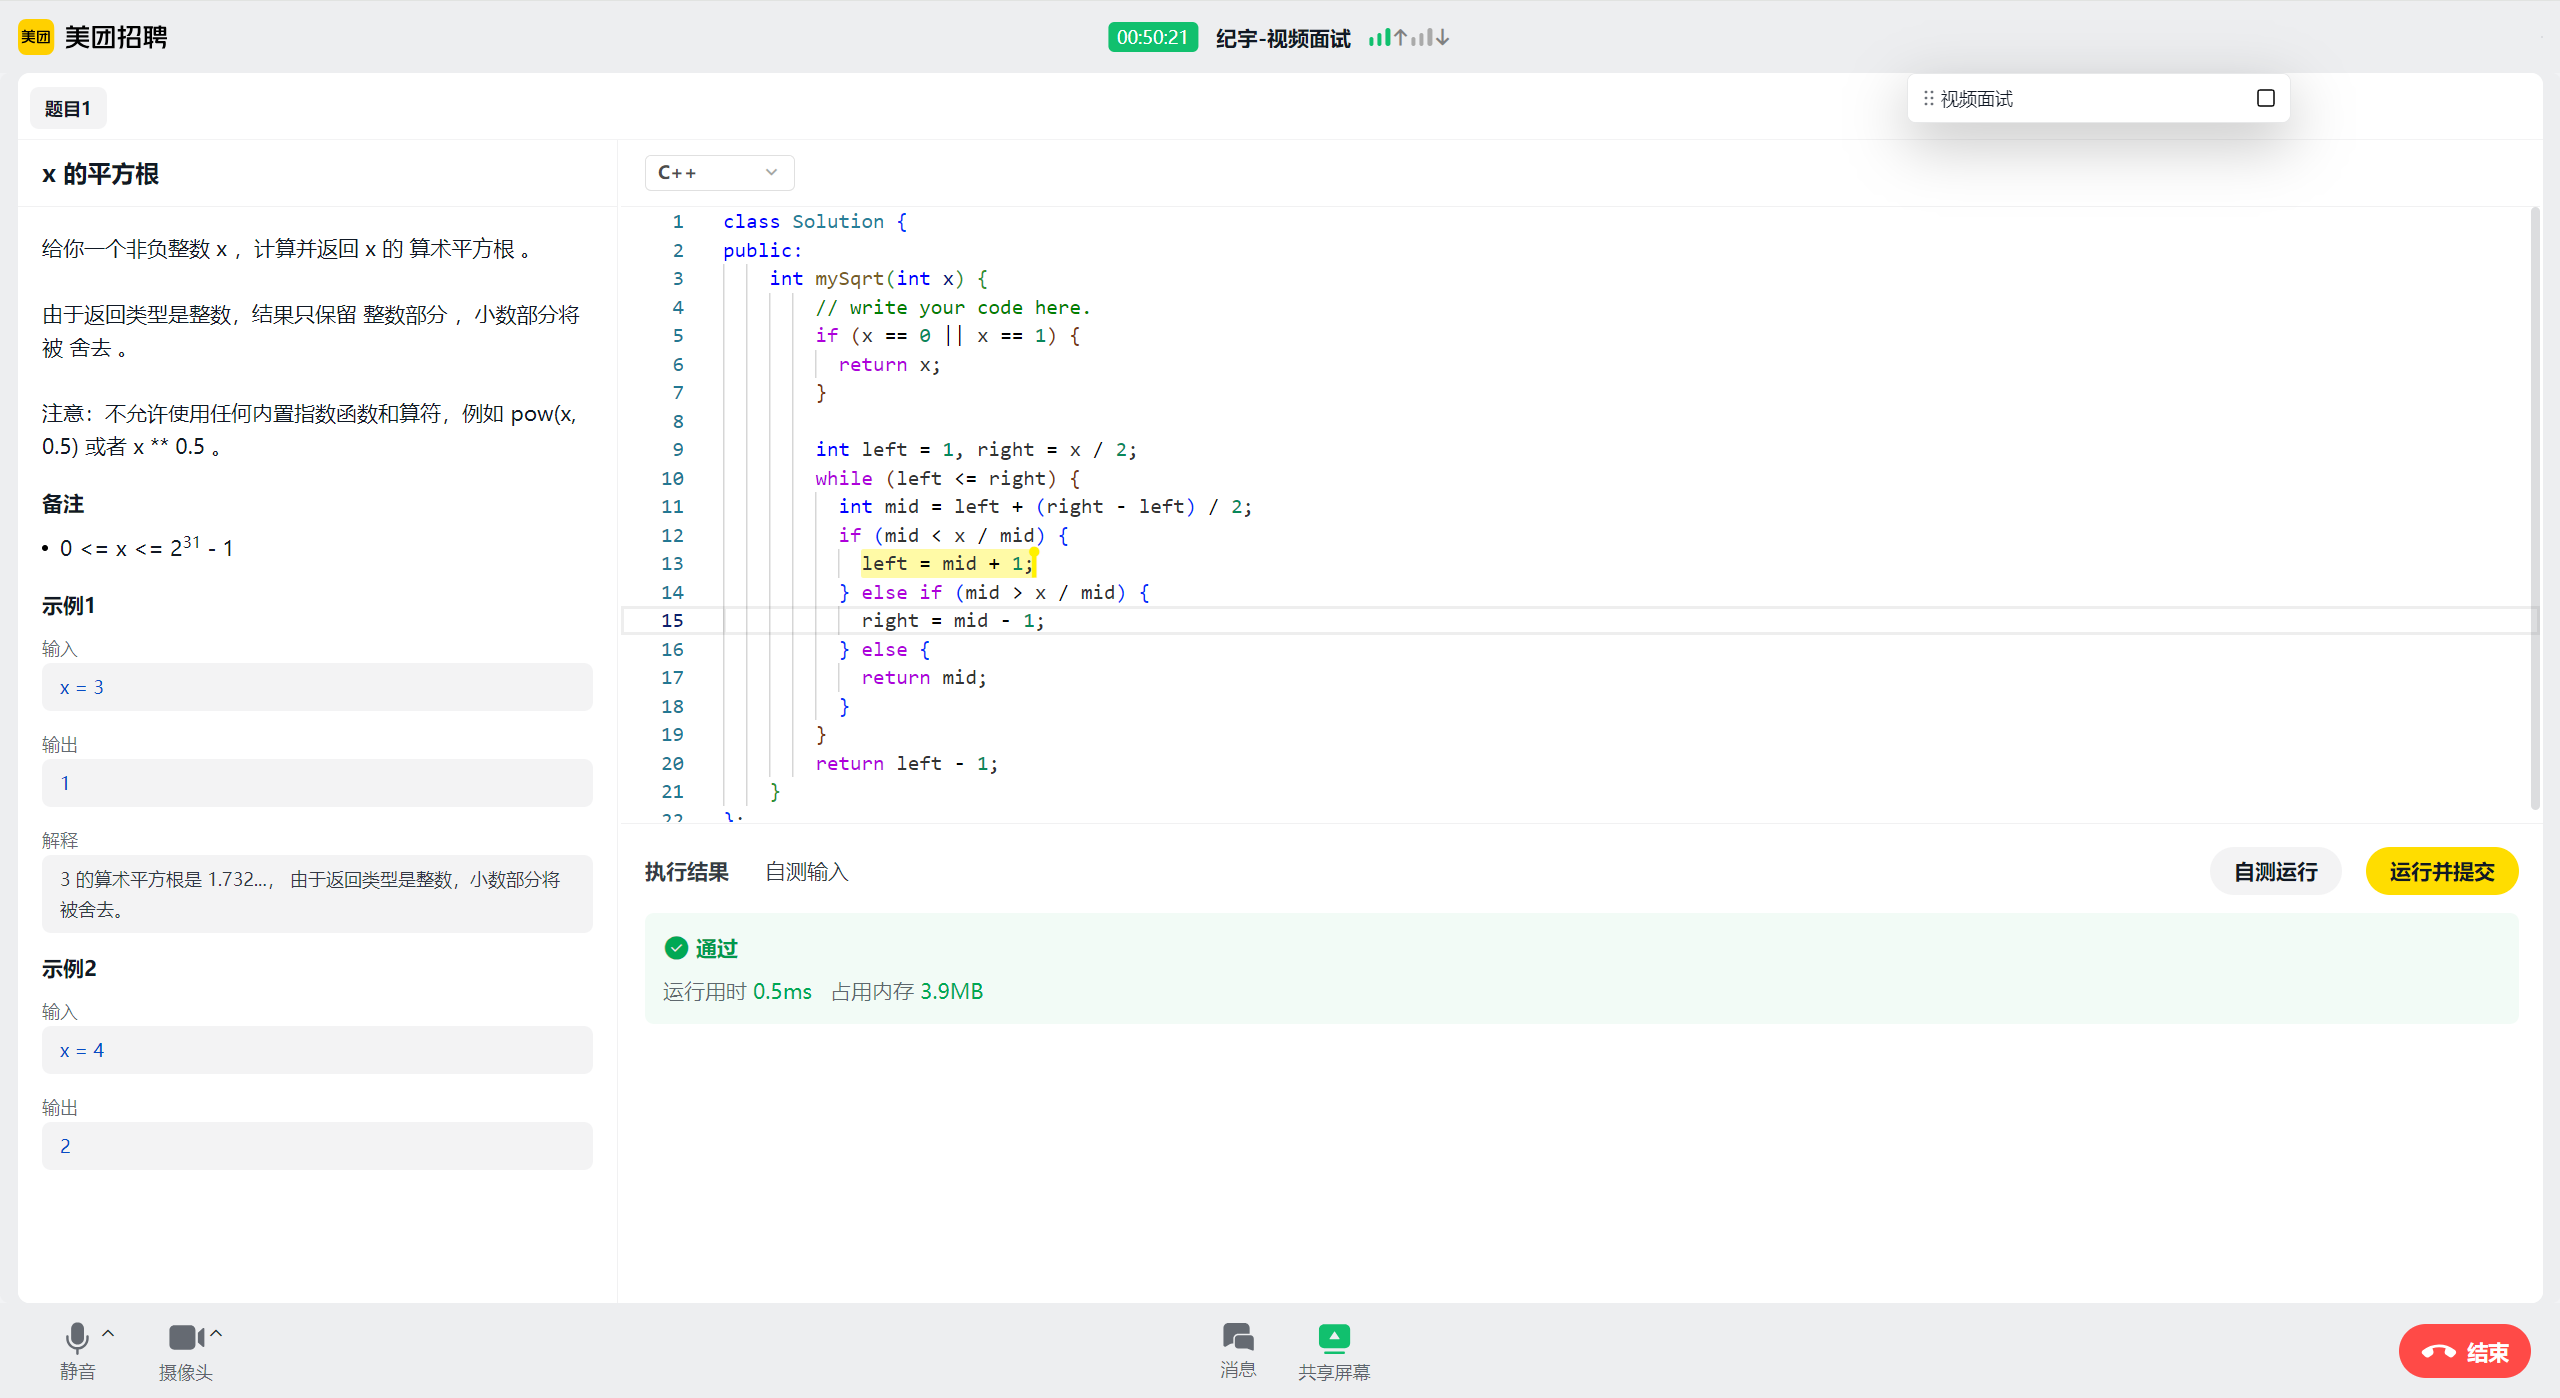 美团 美团招聘
00:50:21 纪宇-视频面试
视频面试
题目1
x 的平方根
给你一个非负整数 x ，计算并返回 x 的 算术平方根 。
由于返回类型是整数，结果只保留 整数部分 ，小数部分将
被 舍去 。
注意：不允许使用任何内置指数函数和算符，例如 pow(x,
0.5) 或者 x ** 0.5 。
备注
• 0 <= x <= 2³¹ - 1
示例1
输入
x = 3
输出
1
解释
3 的算术平方根是 1.732...， 由于返回类型是整数，小数部分将
被舍去。
示例2
输入
x = 4
输出
2
C++
1 class Solution {
2 public:
3 int mySqrt(int x) {
4 // write your code here.
5 if (x == 0 || x == 1) {
6 return x;
7 }
8
9 int left = 1, right = x / 2;
10 while (left <= right) {
11 int mid = left + (right - left) / 2;
12 if (mid < x / mid) {
13 left = mid + 1;
14 } else if (mid > x / mid) {
15 right = mid - 1;
16 } else {
17 return mid;
18 }
19 }
20 return left - 1;
21 }
22 };
执行结果 自测输入
自测运行 运行并提交
通过
运行用时 0.5ms 占用内存 3.9MB
静音 摄像头 消息 共享屏幕 结束